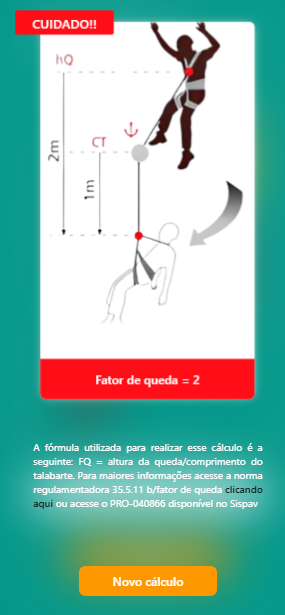 CUIDADO!!
hQ
CT
2m
1m
Fator de queda = 2
A fórmula utilizada para realizar esse cálculo é a
seguinte: FQ = altura da queda/comprimento do
talabarte. Para maiores informações acesse a norma
regulamentadora 35.5.11 b/fator de queda clicando
aqui ou acesse o PRO-040866 disponível no Sispav
Novo cálculo